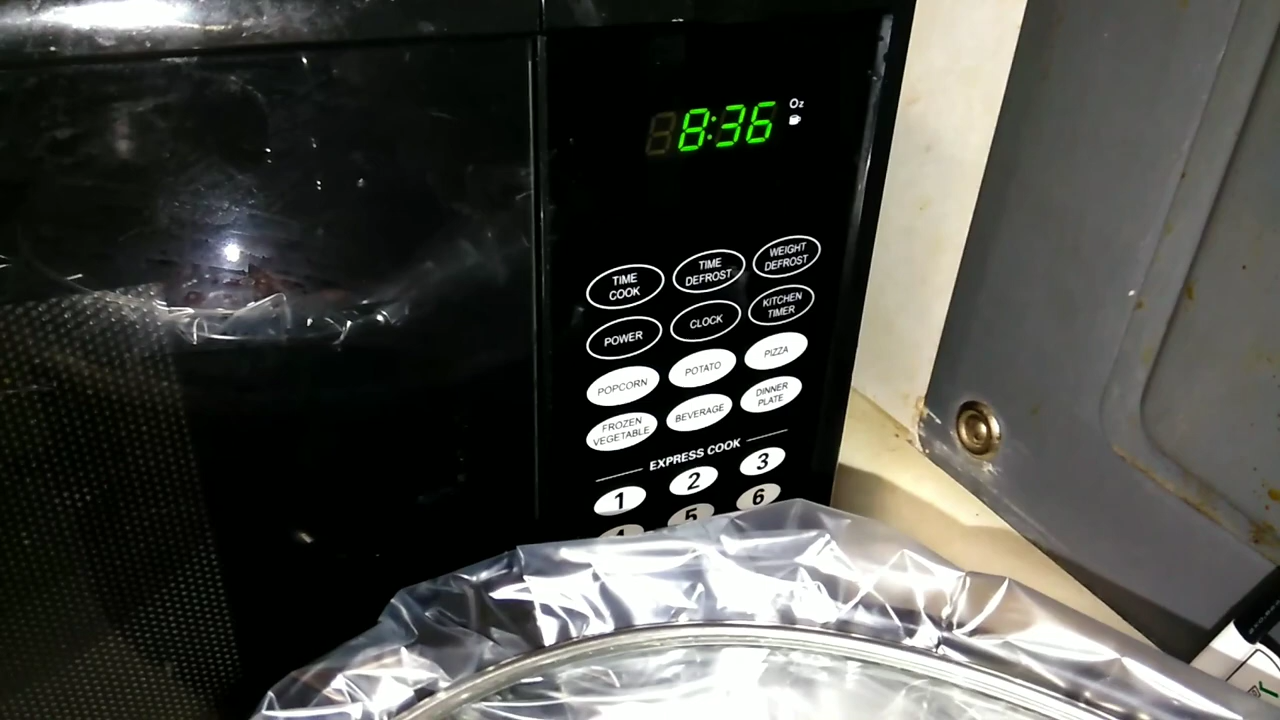 8:36
Oz
TIME COOK
TIME DEFROST
WEIGHT DEFROST
POWER
CLOCK
KITCHEN TIMER
POPCORN
POTATO
PIZZA
FROZEN VEGETABLE
BEVERAGE
DINNER PLATE
EXPRESS COOK
1
2
3
4
5
6